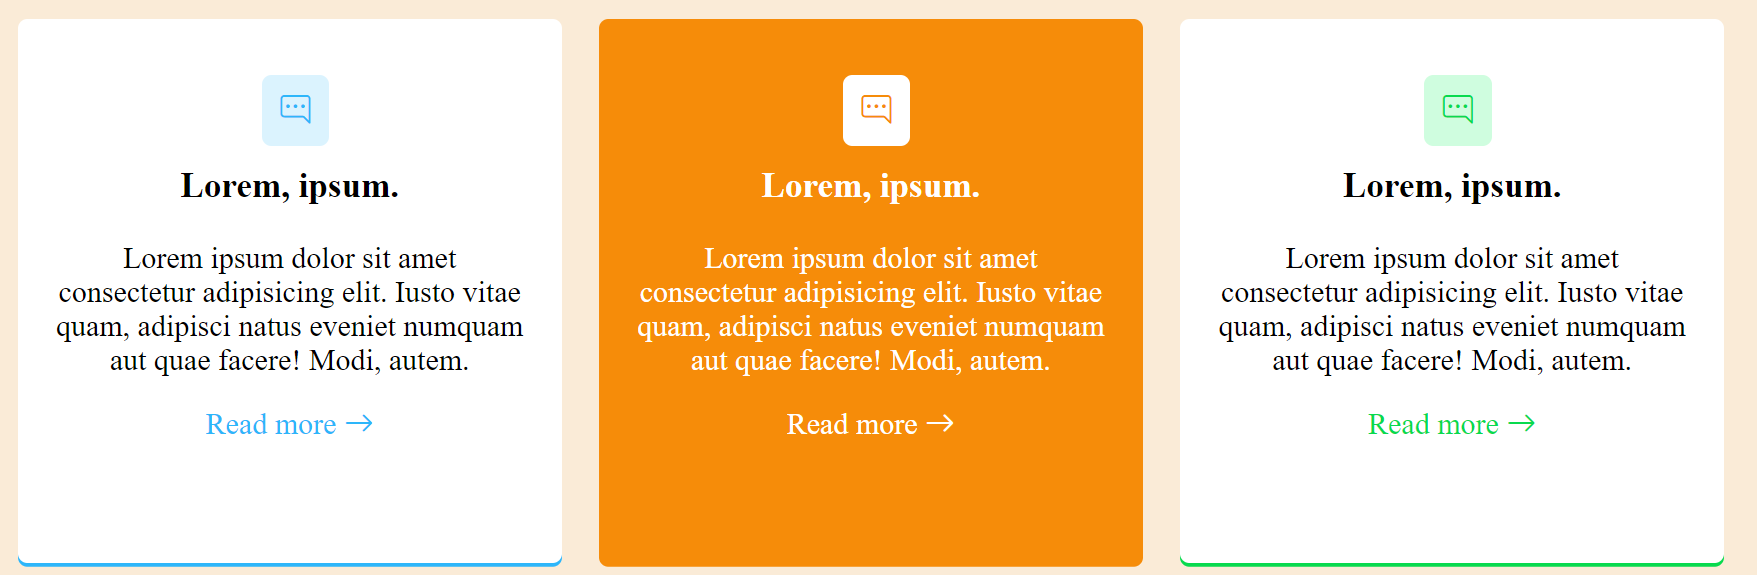 Lorem, ipsum.
Lorem ipsum dolor sit amet
consectetur adipisicing elit. Iusto vitae
quam, adipisci natus eveniet numquam
aut quae facere! Modi, autem.
Read more →
Lorem, ipsum.
Lorem ipsum dolor sit amet
consectetur adipisicing elit. Iusto vitae
quam, adipisci natus eveniet numquam
aut quae facere! Modi, autem.
Read more →
Lorem, ipsum.
Lorem ipsum dolor sit amet
consectetur adipisicing elit. Iusto vitae
quam, adipisci natus eveniet numquam
aut quae facere! Modi, autem.
Read more →